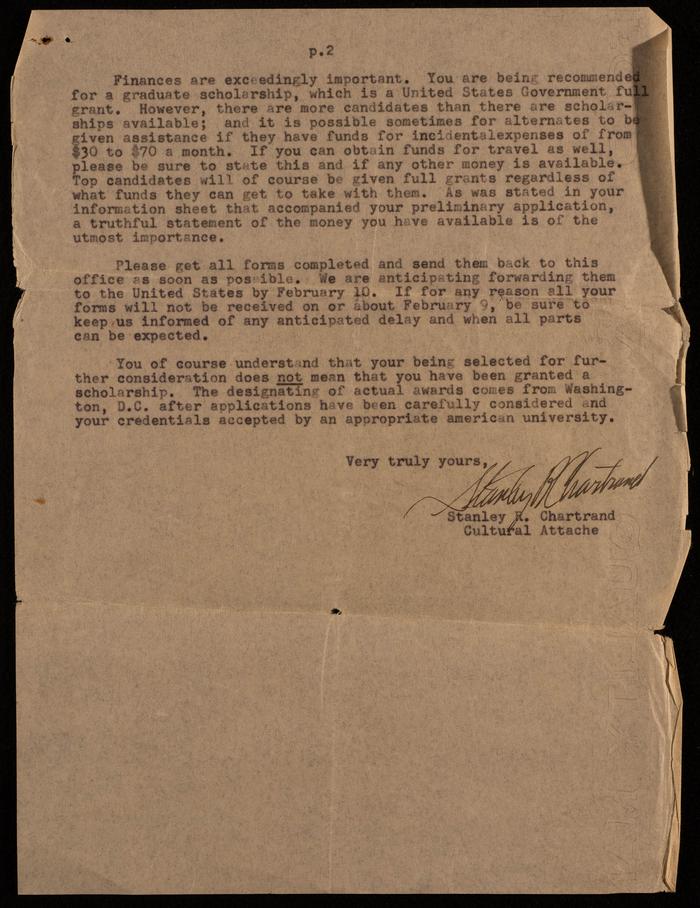 p.2
Finances are exceedingly important. You are being recommended
for a graduate scholarship, which is a United States Government full
grant. However, there are more candidates than there are scholar-
ships available; and it is possible sometimes for alternates to be
given assistance if they have funds for incidentalexpenses of from
$30 to $70 a month. If you can obtain funds for travel as well,
please be sure to state this and if any other money is available.
Top candidates will of course be given full grants regardless of
what funds they can get to take with them. As was stated in your
information sheet that accompanied your preliminary application,
a truthful statement of the money you have available is of the
utmost importance.
Please get all forms completed and send them back to this
office as soon as possible. We are anticipating forwarding them
to the United States by February 10. If for any reason all your
forms will not be received on or about February 9, be sure to
keep us informed of any anticipated delay and when all parts
can be expected.
You of course understand that your being selected for fur-
ther consideration does not mean that you have been granted a
scholarship. The designating of actual awards comes from Washing-
ton, D.C. after applications have been carefully considered and
your credentials accepted by an appropriate american university.
Very truly yours,
Stanley R Chartrand
Stanley R. Chartrand
Cultural Attache